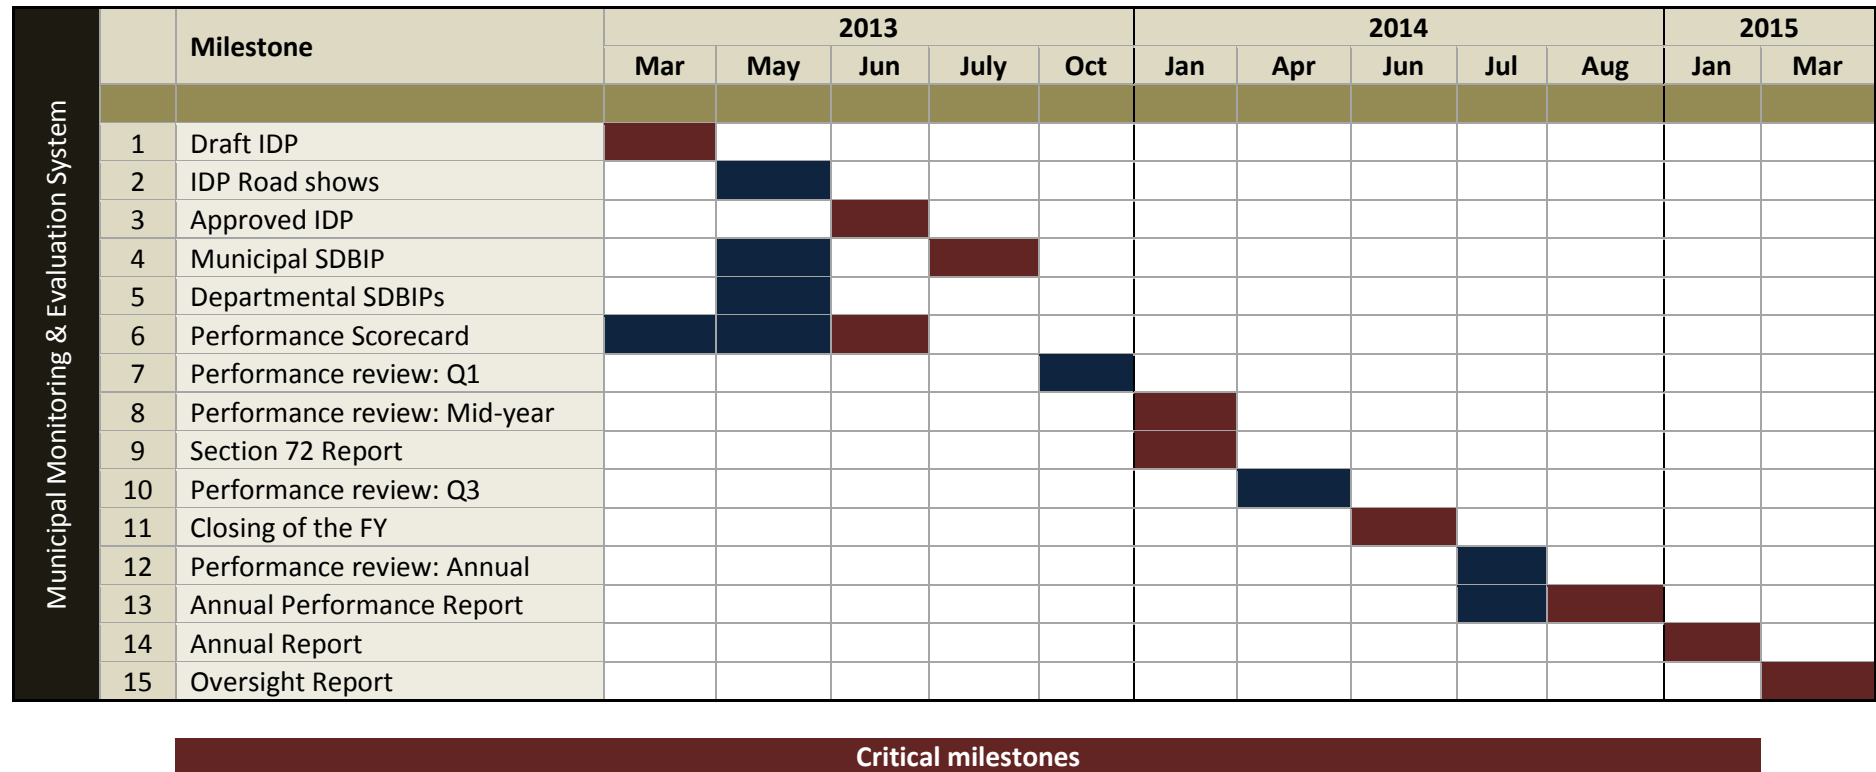 Municipal Monitoring & Evaluation System
Milestone
2013 2014 2015
Mar May Jun July Oct Jan Apr Jun Jul Aug Jan Mar
1 Draft IDP
2 IDP Road shows
3 Approved IDP
4 Municipal SDBIP
5 Departmental SDBIPs
6 Performance Scorecard
7 Performance review: Q1
8 Performance review: Mid-year
9 Section 72 Report
10 Performance review: Q3
11 Closing of the FY
12 Performance review: Annual
13 Annual Performance Report
14 Annual Report
15 Oversight Report
Critical milestones